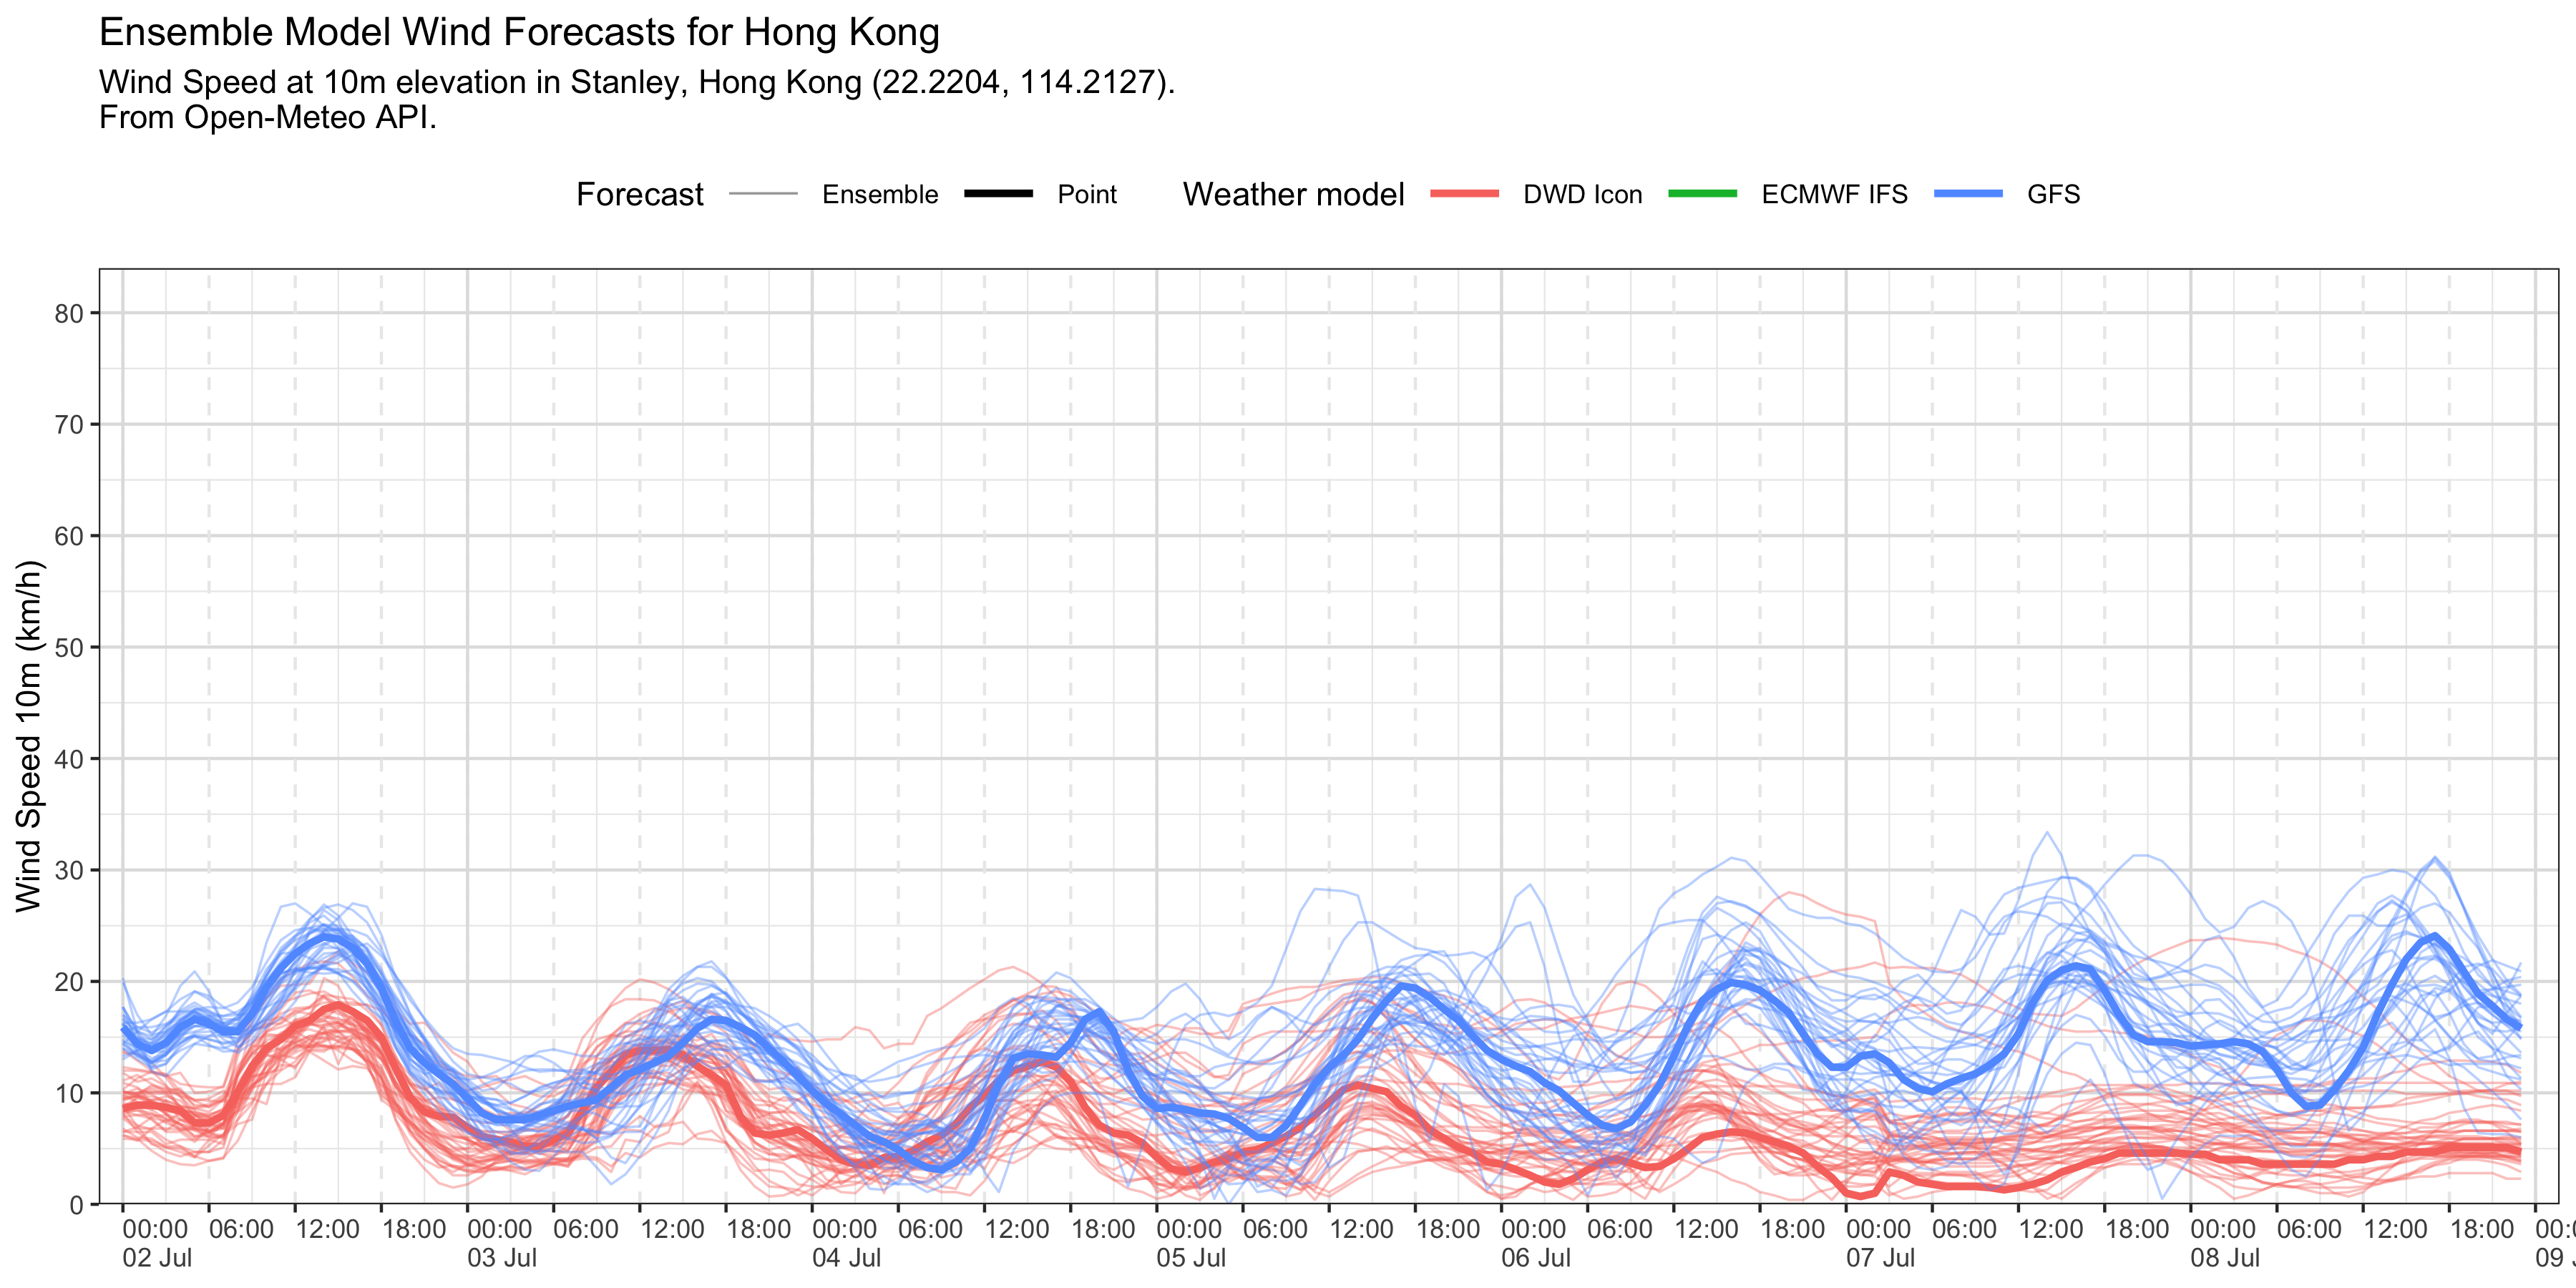 Ensemble Model Wind Forecasts for Hong Kong
Wind Speed at 10m elevation in Stanley, Hong Kong (22.2204, 114.2127).
From Open-Meteo API.
Forecast Ensemble Point Weather model DWD Icon ECMWF IFS GFS
Wind Speed 10m (km/h)
80
70
60
50
40
30
20
10
0
00:00 06:00 12:00 18:00 00:00 06:00 12:00 18:00 00:00 06:00 12:00 18:00 00:00 06:00 12:00 18:00 00:00 06:00 12:00 18:00 00:00 06:00 12:00 18:00 00:00 06:00 12:00 18:00 00:0
02 Jul 03 Jul 04 Jul 05 Jul 06 Jul 07 Jul 08 Jul 09